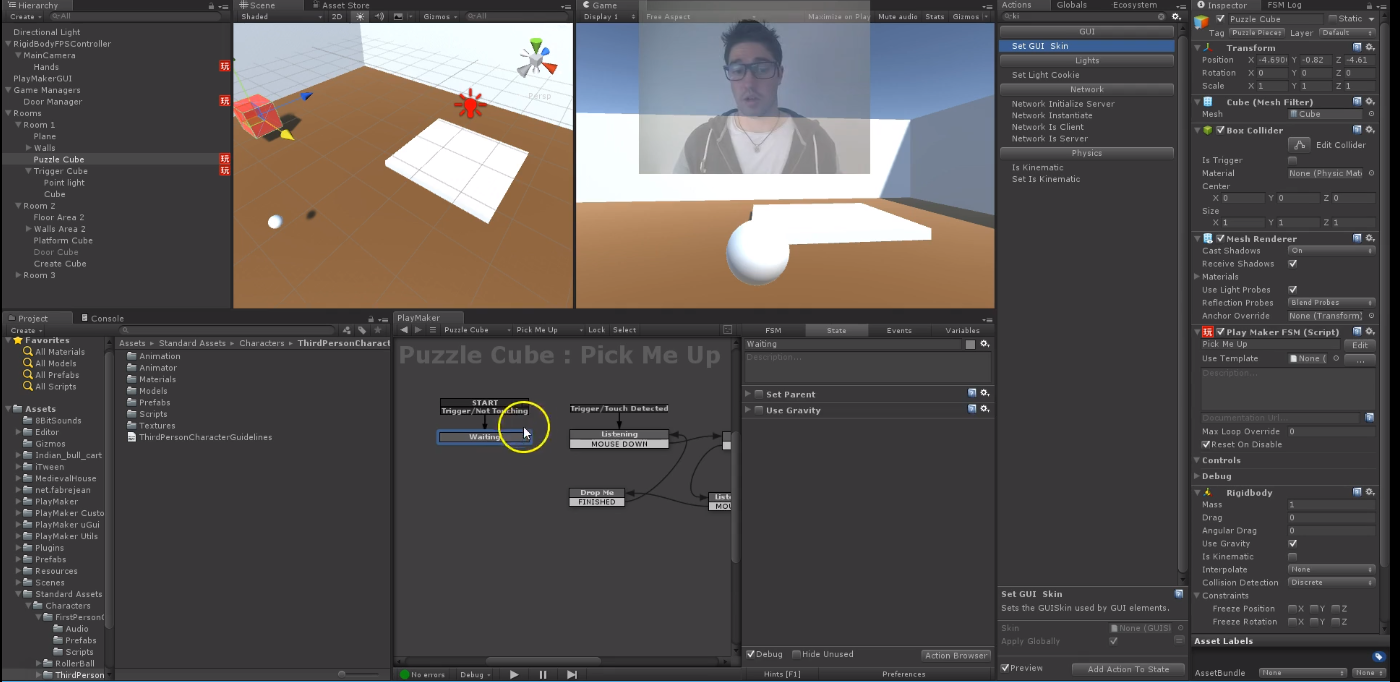 Hierarchy
Create
All
Directional Light
RigidBodyFPSController
MainCamera
Hands
PlayMakerGUI
Game Managers
Door Manager
Rooms
Room 1
Plane
Walls
Puzzle Cube
Trigger Cube
Point light
Cube
Room 2
Floor Area 2
Walls Area 2
Platform Cube
Door Cube
Create Cube
Room 3
Scene
Asset Store
Shaded
2D
Gizmos
All
Persp
Game
Display 1
Free Aspect
Maximize on Play
Mute audio
Stats
Gizmos
Project
Console
Create
Favorites
All Materials
All Models
All Prefabs
All Scripts
Assets
8BitSounds
Editor
Gizmos
Indian_bull_cart
iTween
MedievalHouse
net.fabrejean
PlayMaker
PlayMaker Custo
PlayMaker uGui
PlayMaker Utils
Plugins
Prefabs
Resources
Scenes
Standard Assets
Characters
FirstPersonC
Audio
Prefabs
Scripts
RollerBall
ThirdPerson
Assets
Standard Assets
Characters
ThirdPersonCharact
Animation
Animator
Materials
Models
Prefabs
Scripts
Textures
ThirdPersonCharacterGuidelines
PlayMaker
Puzzle Cube
Pick Me Up
Lock
Select
Puzzle Cube : Pick Me Up
START
Trigger/Not Touching
Waiting
Trigger/Touch Detected
Listening
MOUSE DOWN
Drop Me
FINISHED
Liste
MOU
No errors
Debug
FSM
State
Events
Variables
Waiting
Description...
Set Parent
Use Gravity
Debug
Hide Unused
Action Browser
Hints [F1]
Preferences
Actions
Globals
Ecosystem
ki
GUI
Set GUI Skin
Lights
Set Light Cookie
Network
Network Initialize Server
Network Instantiate
Network Is Client
Network Is Server
Physics
Is Kinematic
Set Is Kinematic
Set GUI Skin
Sets the GUISkin used by GUI elements.
Skin
None (GUISI
Apply Globally
Preview
Add Action To State
Inspector
FSM Log
Puzzle Cube
Static
Tag
Puzzle Piece
Layer
Default
Transform
Position X -4.690 Y -0.82 Z -4.61
Rotation X 0 Y 0 Z 0
Scale X 1 Y 1 Z 1
Cube (Mesh Filter)
Mesh
Cube
Box Collider
Edit Collider
Is Trigger
Material
None (Physic Mat
Center
X 0 Y 0 Z 0
Size
X 1 Y 1 Z 1
Mesh Renderer
Cast Shadows
On
Receive Shadows
Materials
Use Light Probes
Reflection Probes
Blend Probes
Anchor Override
None (Transform)
Play Maker FSM (Script)
Pick Me Up
Edit
Use Template
None (
...
Description...
Documentation Url...
Max Loop Override 0
Reset On Disable
Controls
Debug
Rigidbody
Mass 1
Drag 0
Angular Drag 0
Use Gravity
Is Kinematic
Interpolate
None
Collision Detection
Discrete
Constraints
Freeze Position X Y Z
Freeze Rotation X Y Z
Asset Labels
AssetBundle
None
None